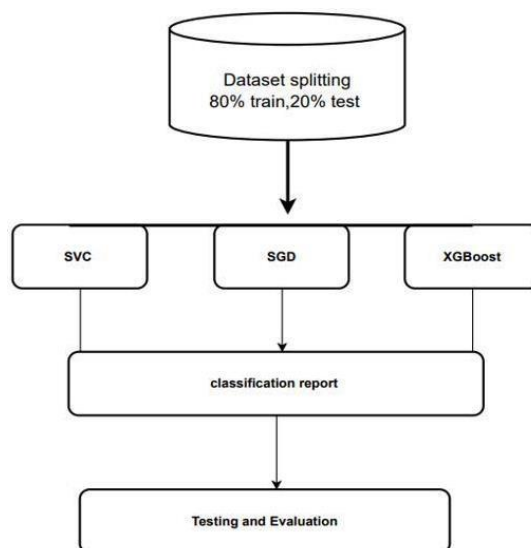 Dataset splitting
80% train,20% test
SVC
SGD
XGBoost
classification report
Testing and Evaluation